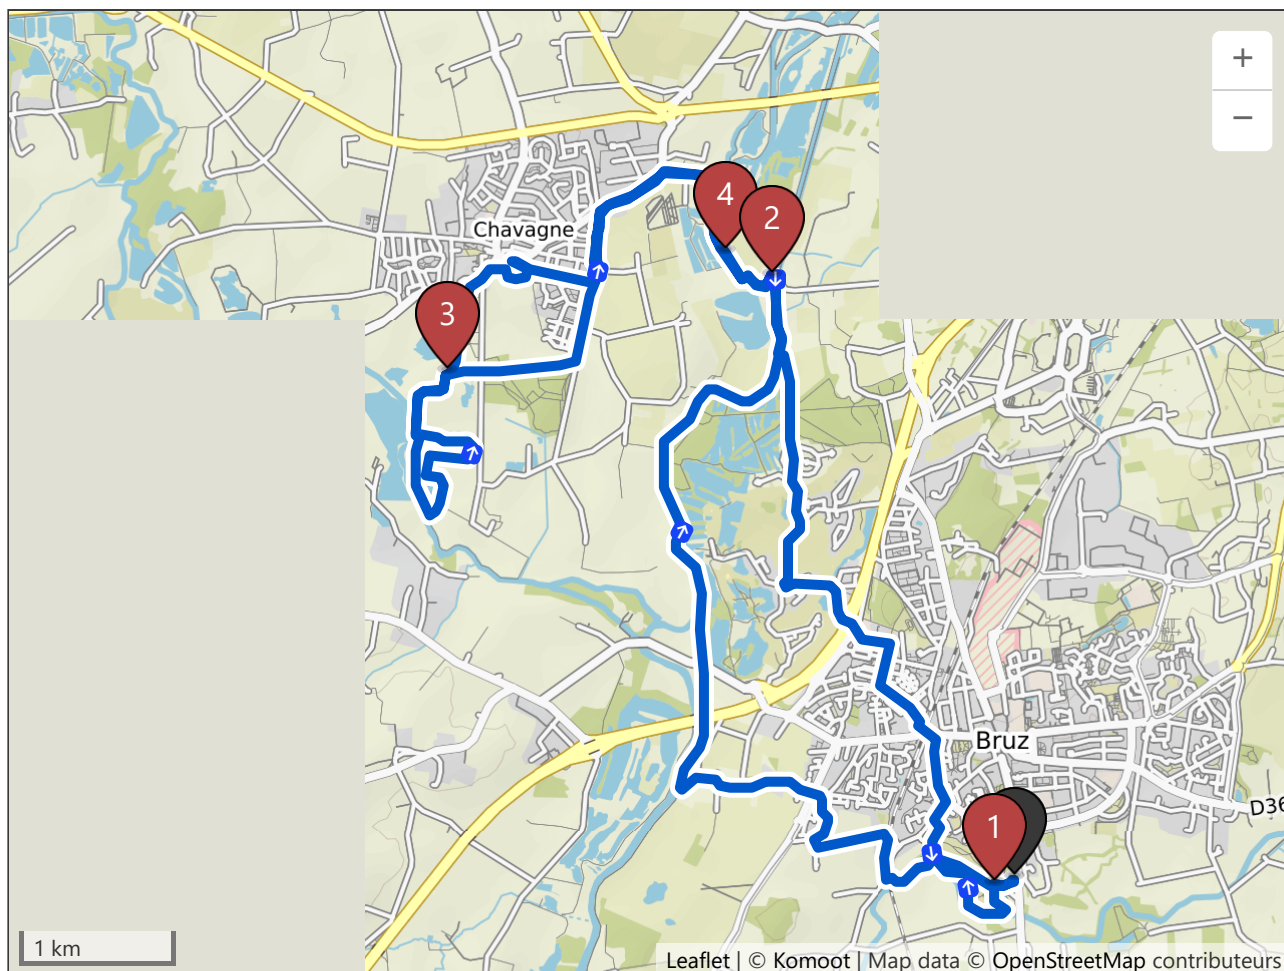 +
−
4
2
Chavagne
3
Bruz
1
D36
1 km
Leaflet | © Komoot | Map data © OpenStreetMap contributeurs